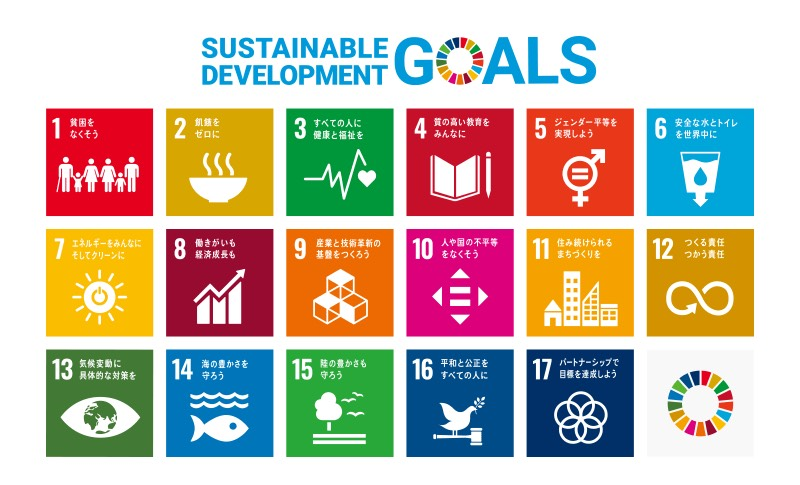 SUSTAINABLE
DEVELOPMENT
GOALS
1 貧困を
なくそう
2 飢餓を
ゼロに
3 すべての人に
健康と福祉を
4 質の高い教育を
みんなに
5 ジェンダー平等を
実現しよう
6 安全な水とトイレ
を世界中に
7 エネルギーをみんなに
そしてクリーンに
8 働きがいも
経済成長も
9 産業と技術革新の
基盤をつくろう
10 人や国の不平等
をなくそう
11 住み続けられる
まちづくりを
12 つくる責任
つかう責任
13 気候変動に
具体的な対策を
14 海の豊かさを
守ろう
15 陸の豊かさも
守ろう
16 平和と公正を
すべての人に
17 パートナーシップで
目標を達成しよう